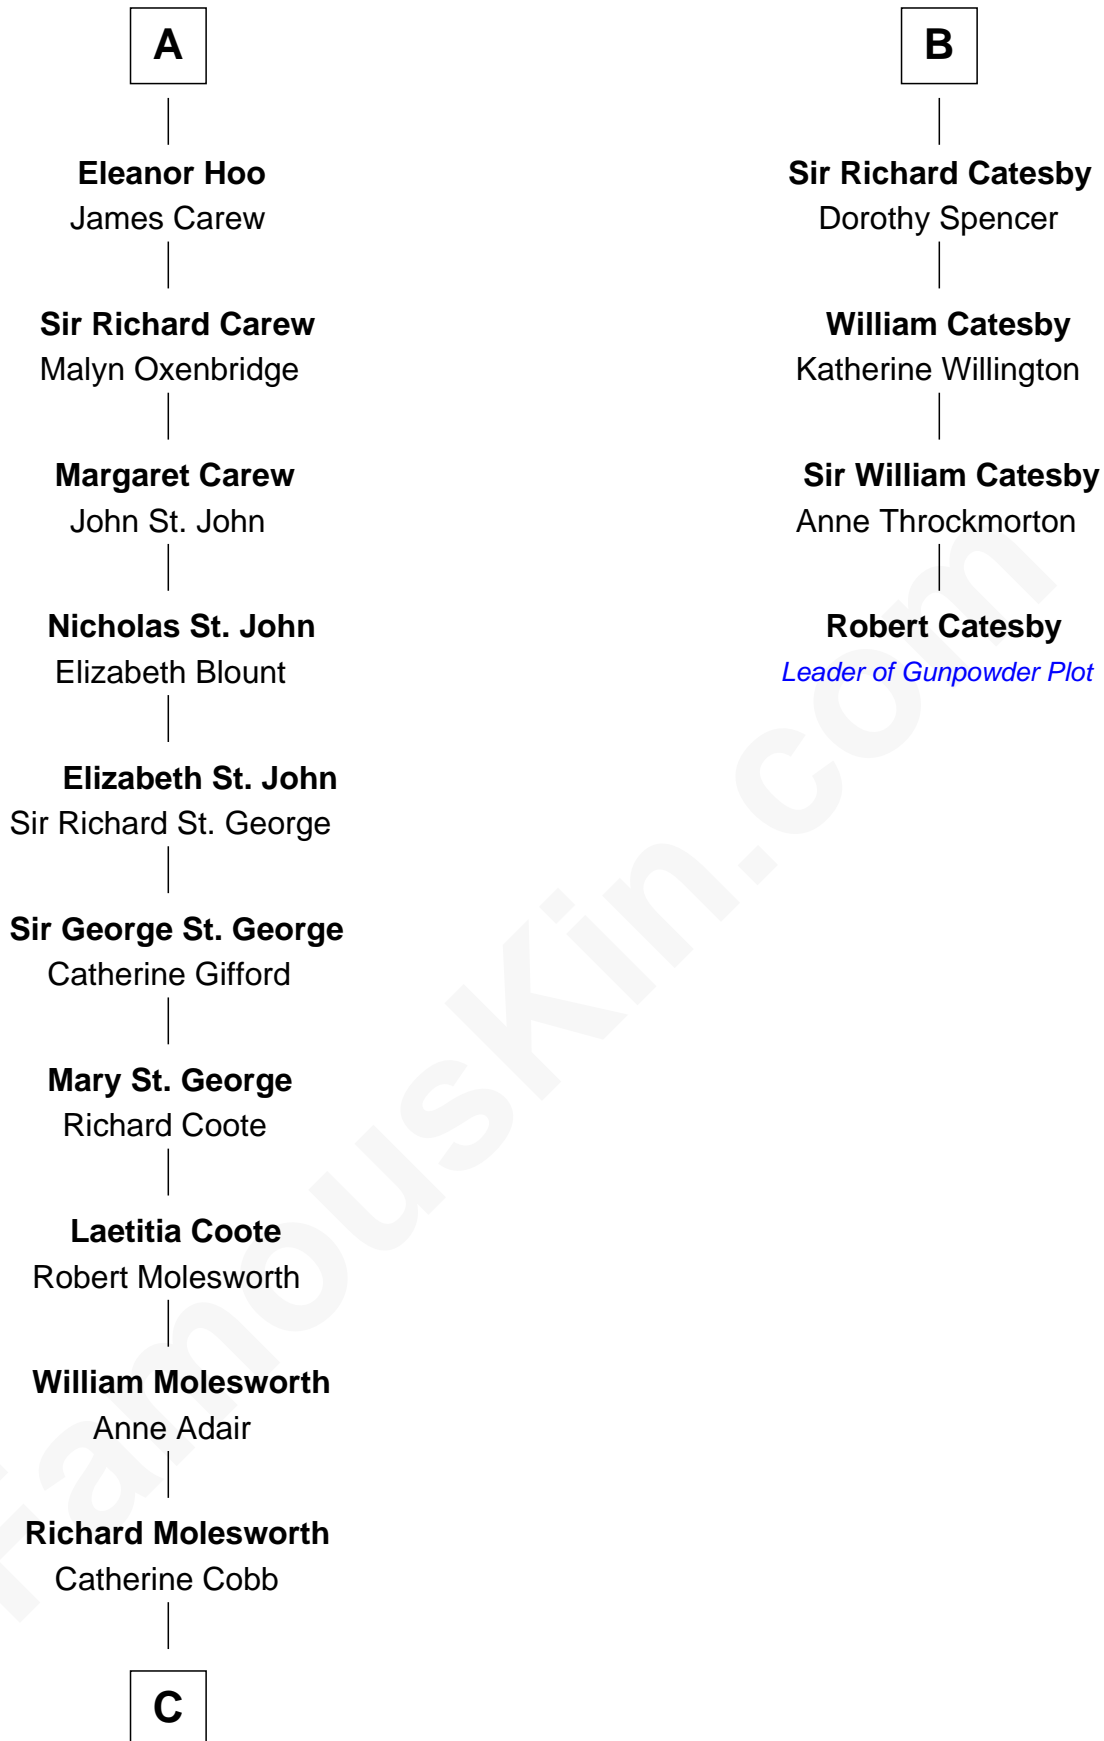 A
Eleanor Hoo
James Carew
Sir Richard Carew
Malyn Oxenbridge
Margaret Carew
John St. John
Nicholas St. John
Elizabeth Blount
Elizabeth St. John
Sir Richard St. George
Sir George St. George
Catherine Gifford
Mary St. George
Richard Coote
Laetitia Coote
Robert Molesworth
William Molesworth
Anne Adair
Richard Molesworth
Catherine Cobb
C
B
Sir Richard Catesby
Dorothy Spencer
William Catesby
Katherine Willington
Sir William Catesby
Anne Throckmorton
Robert Catesby
Leader of Gunpowder Plot
FamousKin.com